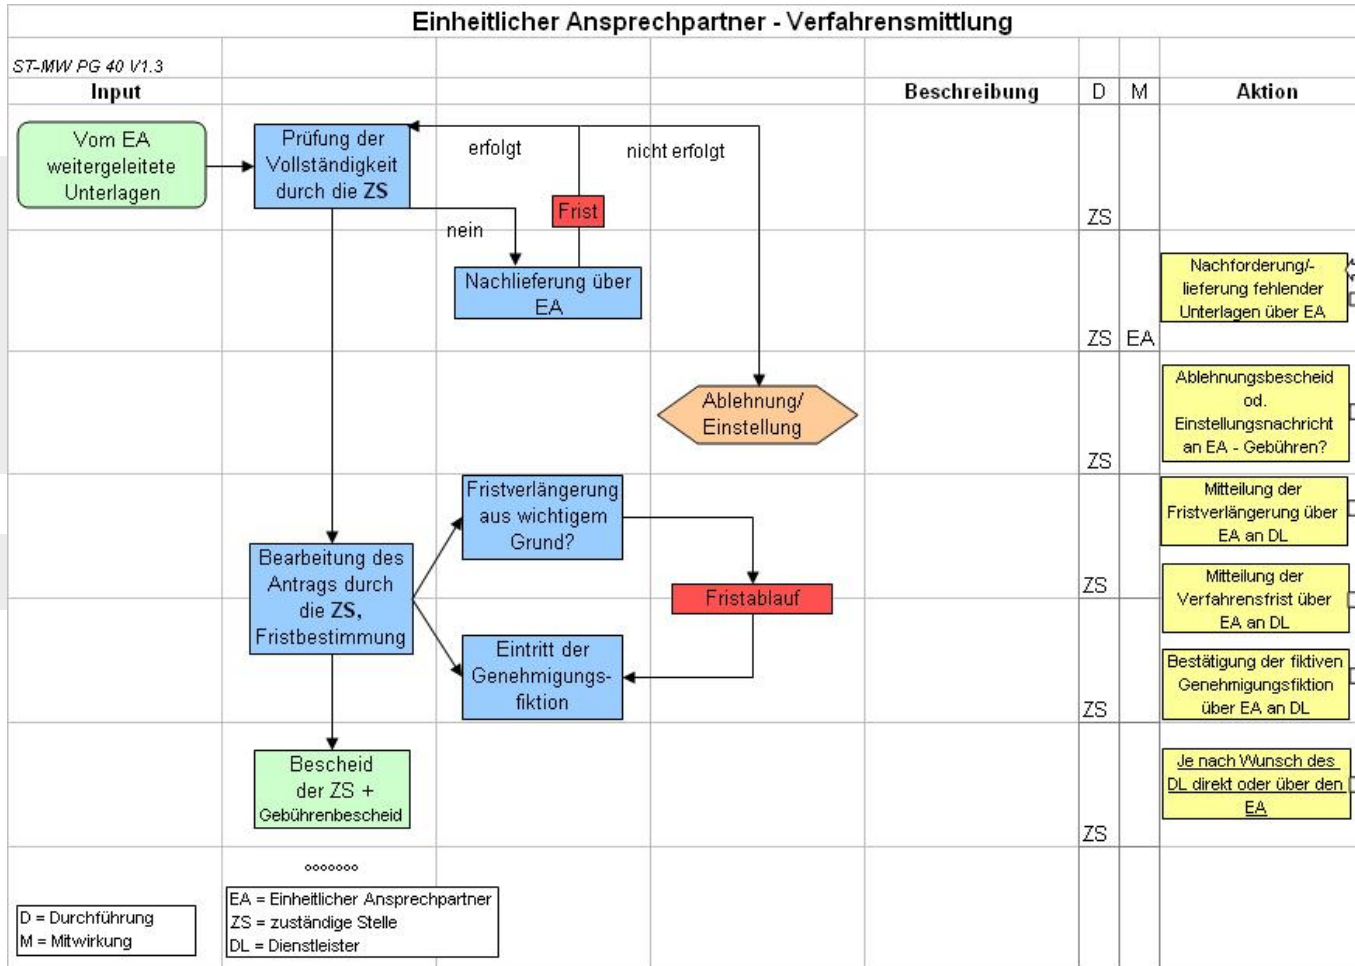 Einheitlicher Ansprechpartner - Verfahrensmittlung
ST-MW PG 40 V1.3
Input
Beschreibung
D
M
Aktion
Vom EA
weitergeleitete
Unterlagen
Prüfung der
Vollständigkeit
durch die ZS
erfolgt
nicht erfolgt
Frist
nein
ZS
Nachlieferung über
EA
Nachforderung/-
lieferung fehlender
Unterlagen über EA
ZS
EA
Ablehnung/
Einstellung
Ablehnungsbescheid
od.
Einstellungsnachricht
an EA - Gebühren?
ZS
Fristverlängerung
aus wichtigem
Grund?
Mitteilung der
Fristverlängerung über
EA an DL
Bearbeitung des
Antrags durch
die ZS,
Fristbestimmung
Fristablauf
ZS
Mitteilung der
Verfahrensfrist über
EA an DL
Eintritt der
Genehmigungs-
fiktion
Bestätigung der fiktiven
Genehmigungsfiktion
über EA an DL
ZS
Bescheid
der ZS +
Gebührenbescheid
Je nach Wunsch des
DL direkt oder über den
EA
ZS
D = Durchführung
M = Mitwirkung
EA = Einheitlicher Ansprechpartner
ZS = zuständige Stelle
DL = Dienstleister